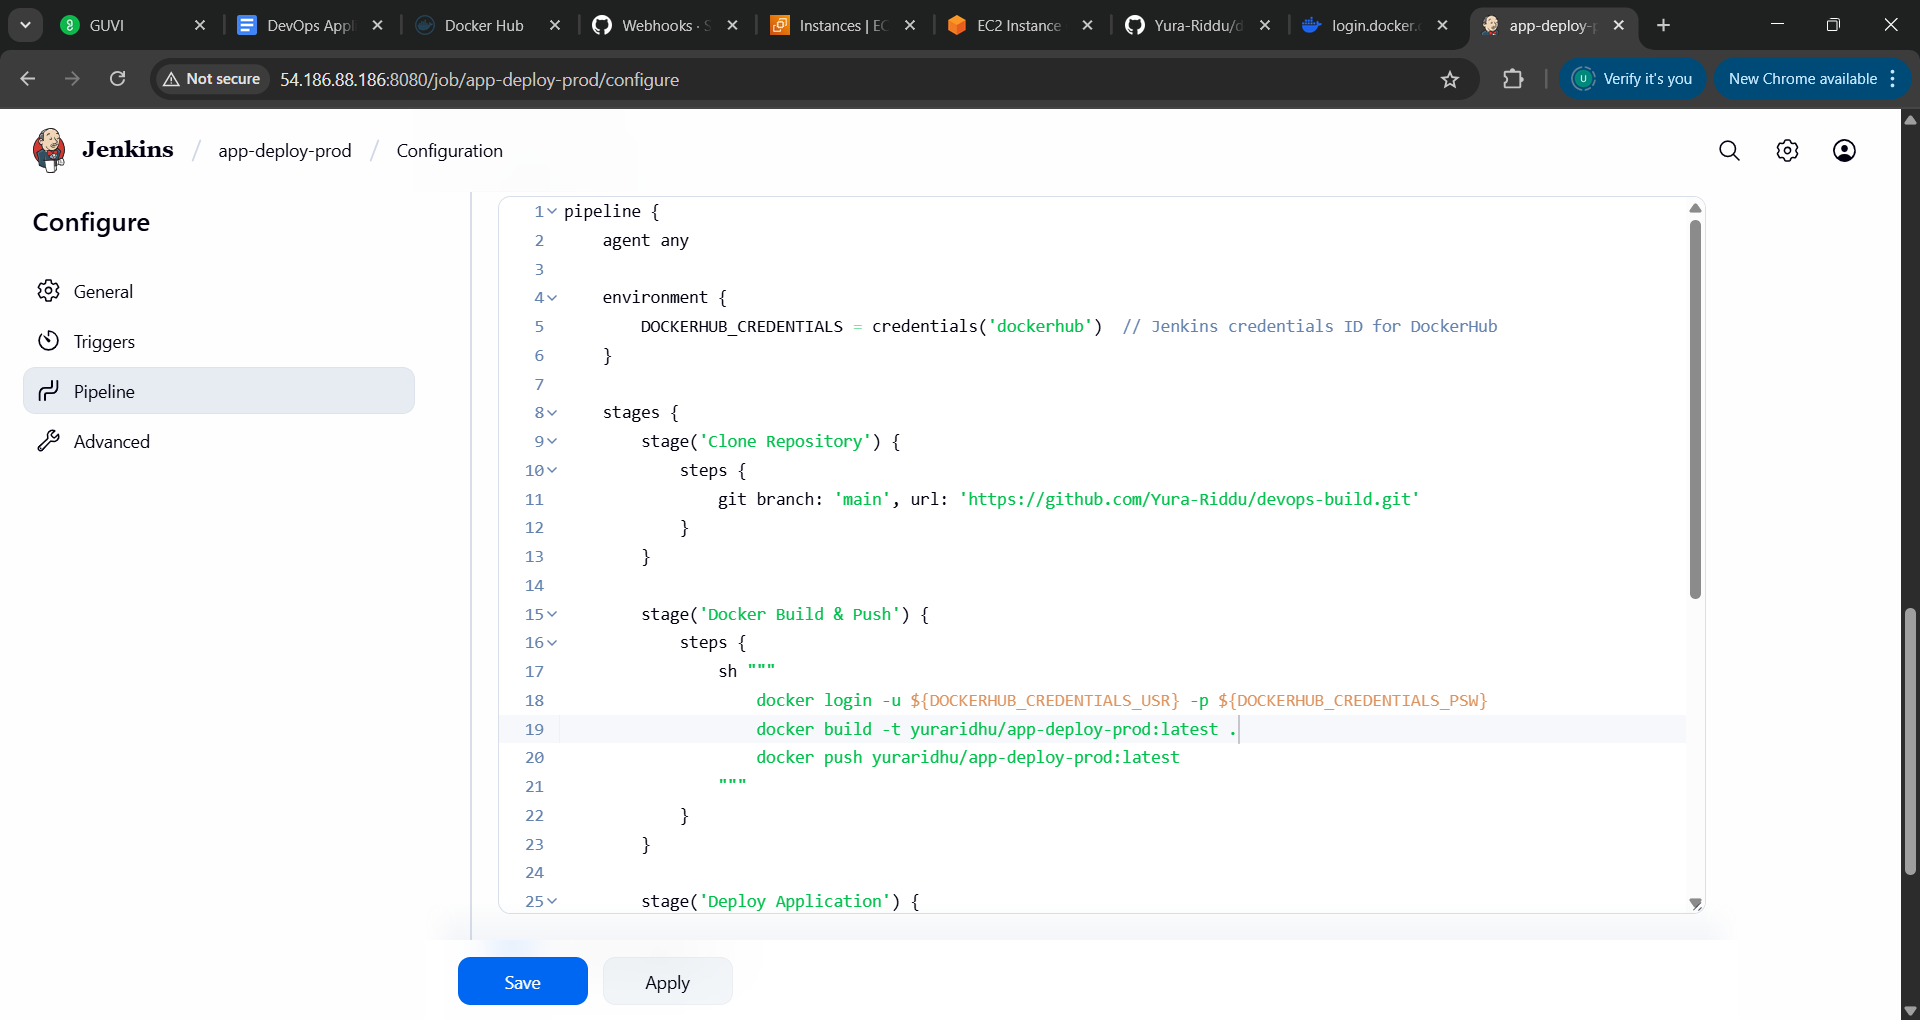 GUVI
DevOps Appl
Docker Hub
Webhooks · S
Instances | EC
EC2 Instance
Yura-Riddu/d
login.docker.c
app-deploy-p
Not secure
54.186.88.186:8080/job/app-deploy-prod/configure
U
Verify it's you
New Chrome available
Jenkins / app-deploy-prod / Configuration
Configure
General
Triggers
Pipeline
Advanced
1 pipeline {
2     agent any
3
4     environment {
5         DOCKERHUB_CREDENTIALS = credentials('dockerhub')  // Jenkins credentials ID for DockerHub
6     }
7
8     stages {
9         stage('Clone Repository') {
10             steps {
11                 git branch: 'main', url: 'https://github.com/Yura-Riddu/devops-build.git'
12             }
13         }
14
15         stage('Docker Build & Push') {
16             steps {
17                 sh """
18                     docker login -u ${DOCKERHUB_CREDENTIALS_USR} -p ${DOCKERHUB_CREDENTIALS_PSW}
19                     docker build -t yuraridhu/app-deploy-prod:latest .
20                     docker push yuraridhu/app-deploy-prod:latest
21                 """
22             }
23         }
24
25         stage('Deploy Application') {
Save
Apply